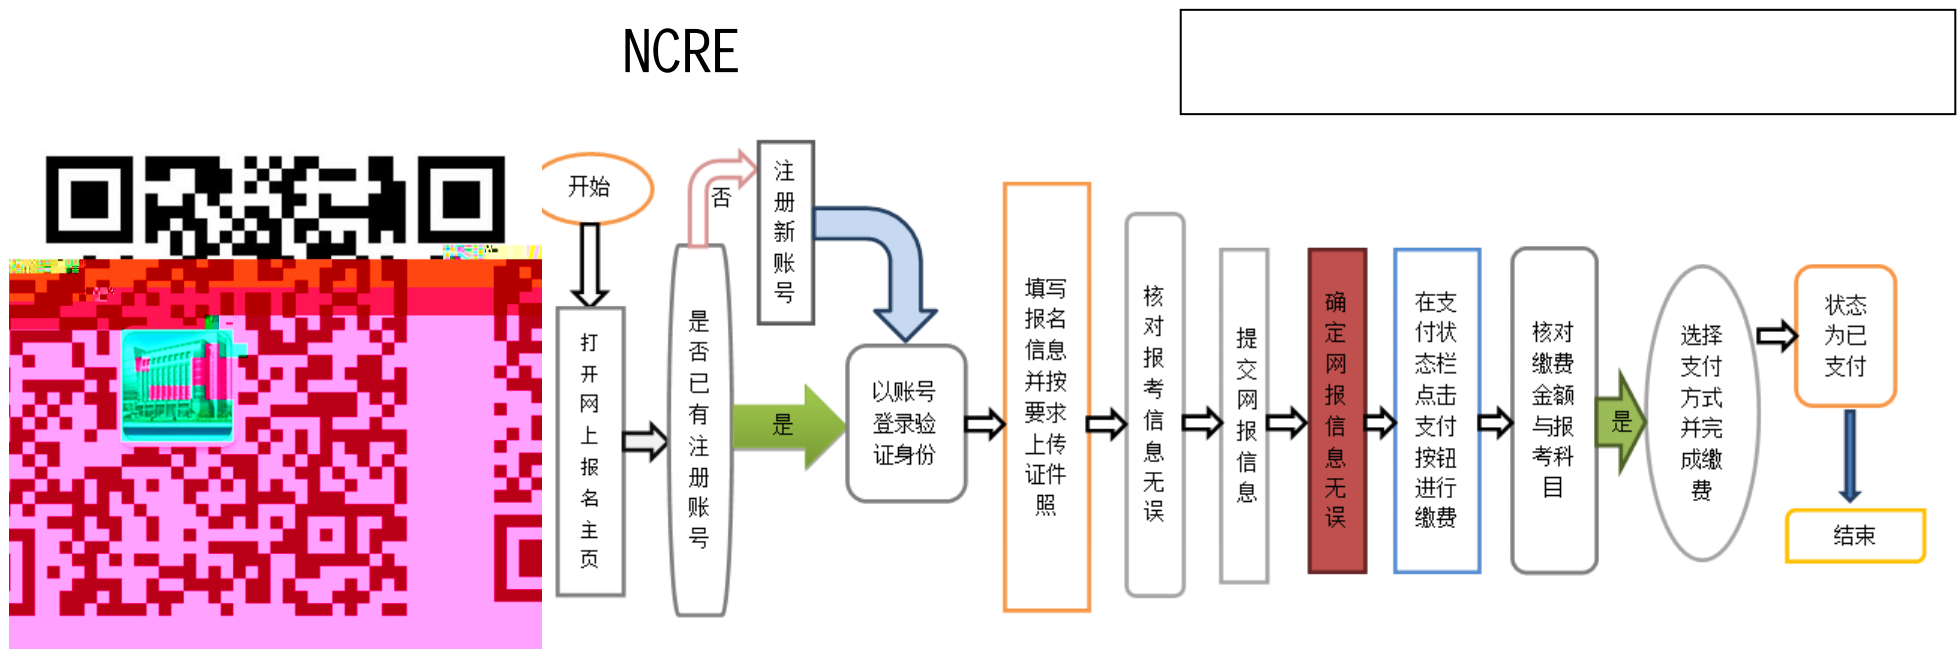 NCRE
开始
打
开
网
上
报
名
主
页
是
否
已
有
注
册
账
号
否
注
册
新
账
号
是
以账号
登录验
证身份
填写
报名
信息
并按
要求
上传
证件
照
核
对
报
考
信
息
无
误
提
交
网
报
信
息
确
定
网
报
信
息
无
误
在支
付状
态栏
点击
支付
按钮
进行
缴费
核对
缴费
金额
与报
考科
目
是
选择
支付
方式
并完
成缴
费
状态
为已
支付
结束